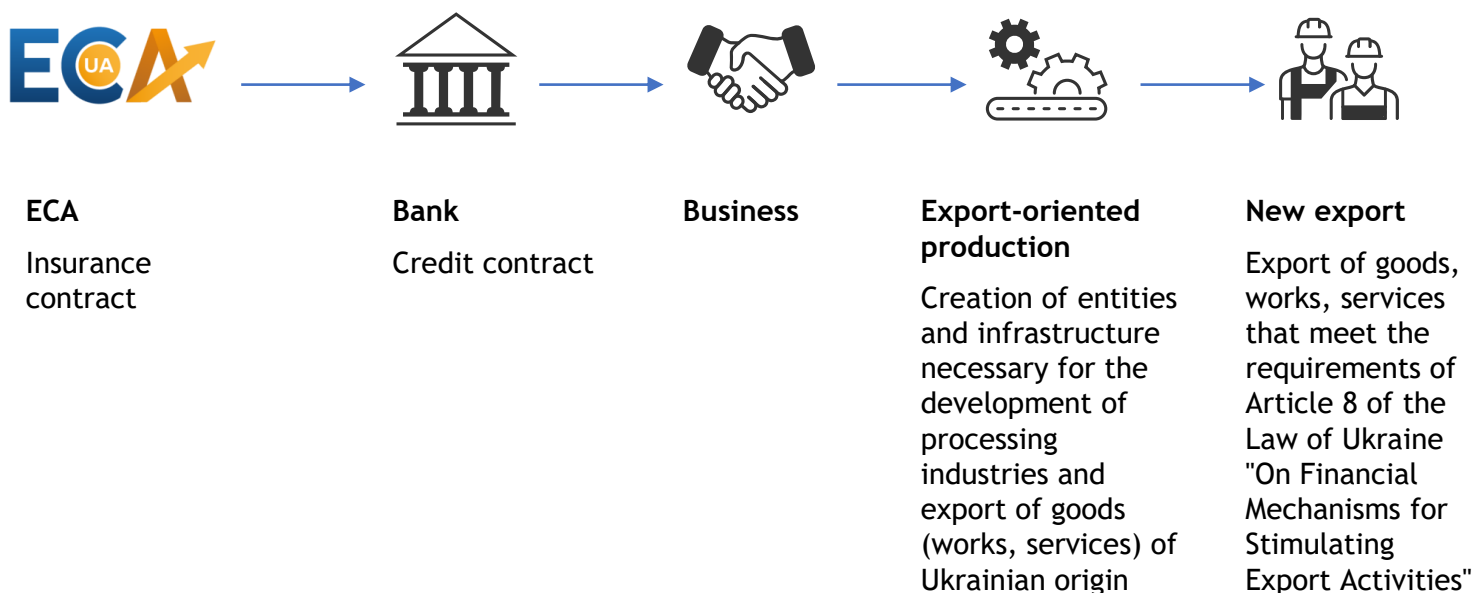 ECA
UA
ECA
Insurance
contract
Bank
Credit contract
Business
Export-oriented
production
Creation of entities
and infrastructure
necessary for the
development of
processing
industries and
export of goods
(works, services) of
Ukrainian origin
New export
Export of goods,
works, services
that meet the
requirements of
Article 8 of the
Law of Ukraine
"On Financial
Mechanisms for
Stimulating
Export Activities"